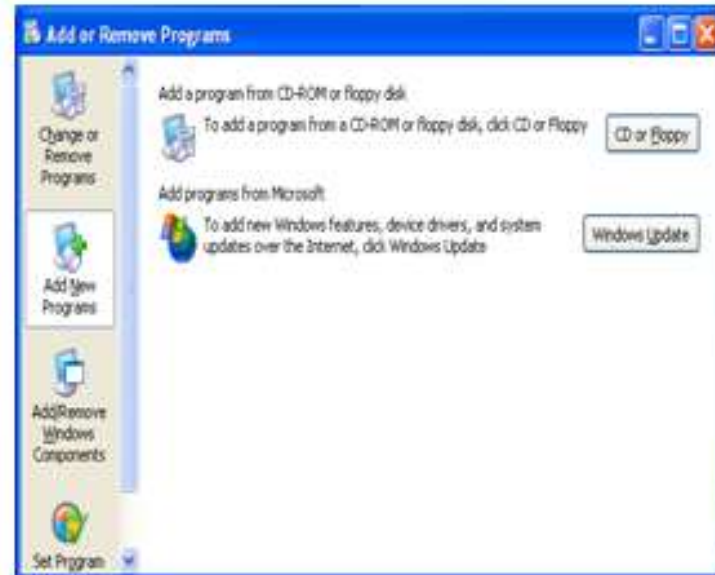 Add or Remove Programs
Change or
Remove
Programs
Add New
Programs
Add/Remove
Windows
Components
Set Program
Add a program from CD-ROM or floppy disk
To add a program from a CD-ROM or floppy disk, click CD or Floppy
CD or Floppy
Add programs from Microsoft
To add new Windows features, device drivers, and system
updates over the Internet, click Windows Update
Windows Update